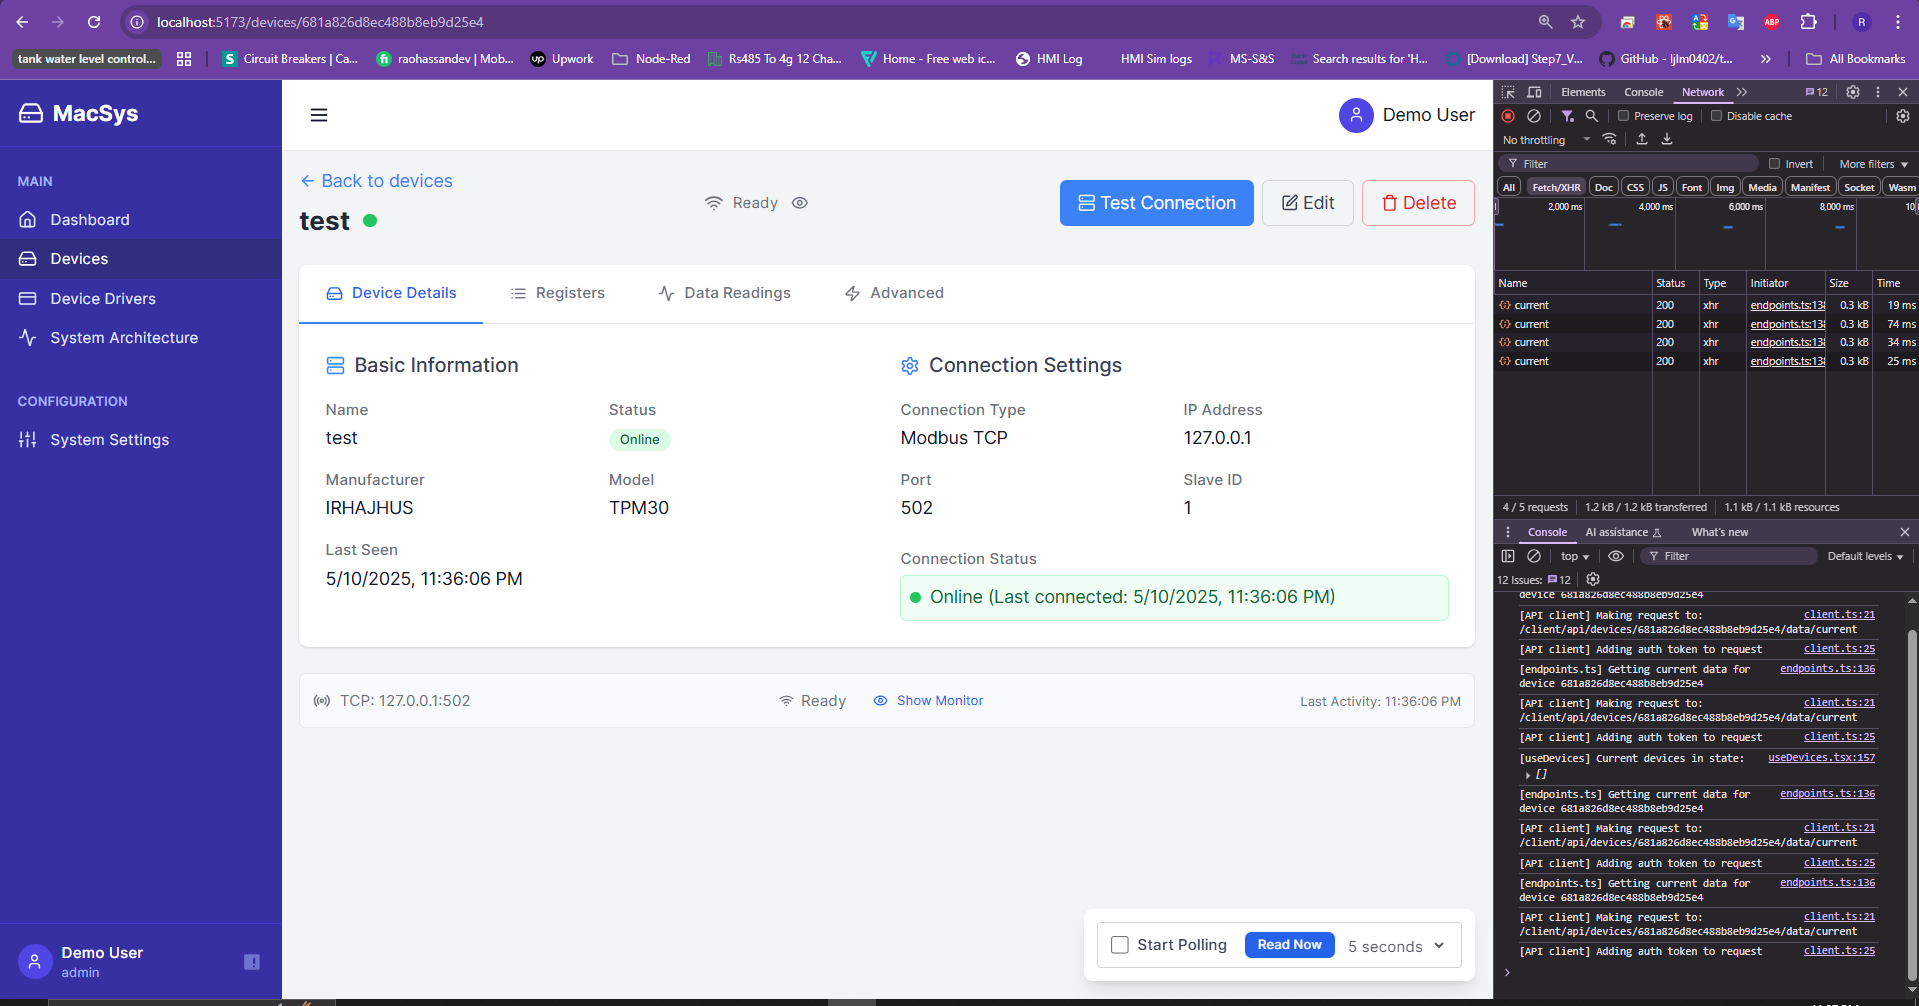 localhost:5173/devices/681a826d8ec488b8eb9d25e4
R
ABP
tank water level control...
Circuit Breakers | Ca...
raohassandev | Mob...
Upwork
Node-Red
Rs485 To 4g 12 Cha...
Home - Free web ic...
HMI Log
HMI Sim logs
MS-S&S
Search results for 'H...
[Download] Step7_V...
GitHub - ljlm0402/t...
All Bookmarks
MacSys
MAIN
Dashboard
Devices
Device Drivers
System Architecture
CONFIGURATION
System Settings
Demo User
admin
Demo User
Back to devices
test
Ready
Test Connection
Edit
Delete
Device Details
Registers
Data Readings
Advanced
Basic Information
Name
Status
test
Online
Manufacturer
Model
IRHAJHUS
TPM30
Last Seen
5/10/2025, 11:36:06 PM
Connection Settings
Connection Type
IP Address
Modbus TCP
127.0.0.1
Port
Slave ID
502
1
Connection Status
Online (Last connected: 5/10/2025, 11:36:06 PM)
TCP: 127.0.0.1:502
Ready
Show Monitor
Last Activity: 11:36:06 PM
Start Polling
Read Now
5 seconds
Elements
Console
Network
12
Preserve log
Disable cache
No throttling
Filter
Invert
More filters
All
Fetch/XHR
Doc
CSS
JS
Font
Img
Media
Manifest
Socket
Wasm
2,000 ms
4,000 ms
6,000 ms
8,000 ms
10
Name Status Type Initiator Size Time
current 200 xhr endpoints.ts:138 0.3 kB 19 ms
current 200 xhr endpoints.ts:138 0.3 kB 74 ms
current 200 xhr endpoints.ts:138 0.3 kB 34 ms
current 200 xhr endpoints.ts:138 0.3 kB 25 ms
4 / 5 requests
1.2 kB / 1.2 kB transferred
1.1 kB / 1.1 kB resources
Console
AI assistance
What's new
top
Filter
Default levels
12 Issues: 12
device 681a826d8ec488b8eb9d25e4
[API client] Making request to: client.ts:21
/client/api/devices/681a826d8ec488b8eb9d25e4/data/current
[API client] Adding auth token to request client.ts:25
[endpoints.ts] Getting current data for endpoints.ts:136
device 681a826d8ec488b8eb9d25e4
[API client] Making request to: client.ts:21
/client/api/devices/681a826d8ec488b8eb9d25e4/data/current
[API client] Adding auth token to request client.ts:25
[useDevices] Current devices in state: useDevices.tsx:157
[]
[endpoints.ts] Getting current data for endpoints.ts:136
device 681a826d8ec488b8eb9d25e4
[API client] Making request to: client.ts:21
/client/api/devices/681a826d8ec488b8eb9d25e4/data/current
[API client] Adding auth token to request client.ts:25
[endpoints.ts] Getting current data for endpoints.ts:136
device 681a826d8ec488b8eb9d25e4
[API client] Making request to: client.ts:21
/client/api/devices/681a826d8ec488b8eb9d25e4/data/current
[API client] Adding auth token to request client.ts:25